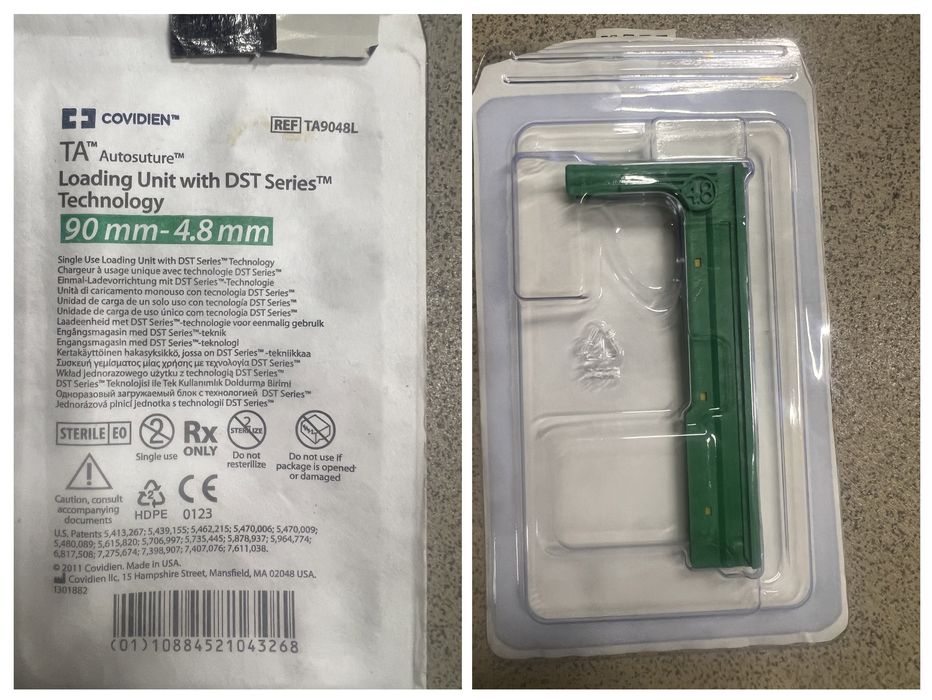 COVIDIEN™
REF TA9048L
TA™ Autosuture™
Loading Unit with DST Series™
Technology
90 mm - 4.8 mm
Single Use Loading Unit with DST Series™ Technology
Chargeur à usage unique avec technologie DST Series™
Einmal-Ladevorrichtung mit DST Series™-Technologie
Unità di caricamento monouso con tecnologia DST Series™
Unidad de carga de un solo uso con tecnología DST Series™
Unidade de carga de uso único com tecnologia DST Series™
Laadeenheid met DST Series™-technologie voor eenmalig gebruik
Engångsmagasin med DST Series™-teknik
Engangsmagasin med DST Series™-teknologi
Kertakäyttöinen hakasyksikkö, jossa on DST Series™ -tekniikkaa
Συσκευή γεμίσματος μίας χρήσης με τεχνολογία DST Series™
Wkład jednorazowego użytku z technologią DST Series™
DST Series™ Teknolojisi ile Tek Kullanımlık Doldurma Birimi
Одноразовый загружаемый блок с технологией DST Series™
Jednorázová plnicí jednotka s technologií DST Series™
STERILE EO
2
Single use
Rx
ONLY
2
STERILIZE
Do not
resterilize
Do not use if
package is opened
or damaged
Caution, consult
accompanying
documents
2
HDPE
CE
0123
U.S. Patents 5,413,267; 5,439,155; 5,462,215; 5,470,006; 5,470,009;
5,480,089; 5,615,820; 5,706,997; 5,735,445; 5,878,937; 5,964,774;
6,817,508; 7,275,674; 7,398,907; 7,407,076; 7,611,038.
© 2011 Covidien. Made in USA.
Covidien llc, 15 Hampshire Street, Mansfield, MA 02048 USA.
1301882
(01)10884521043268
4.8